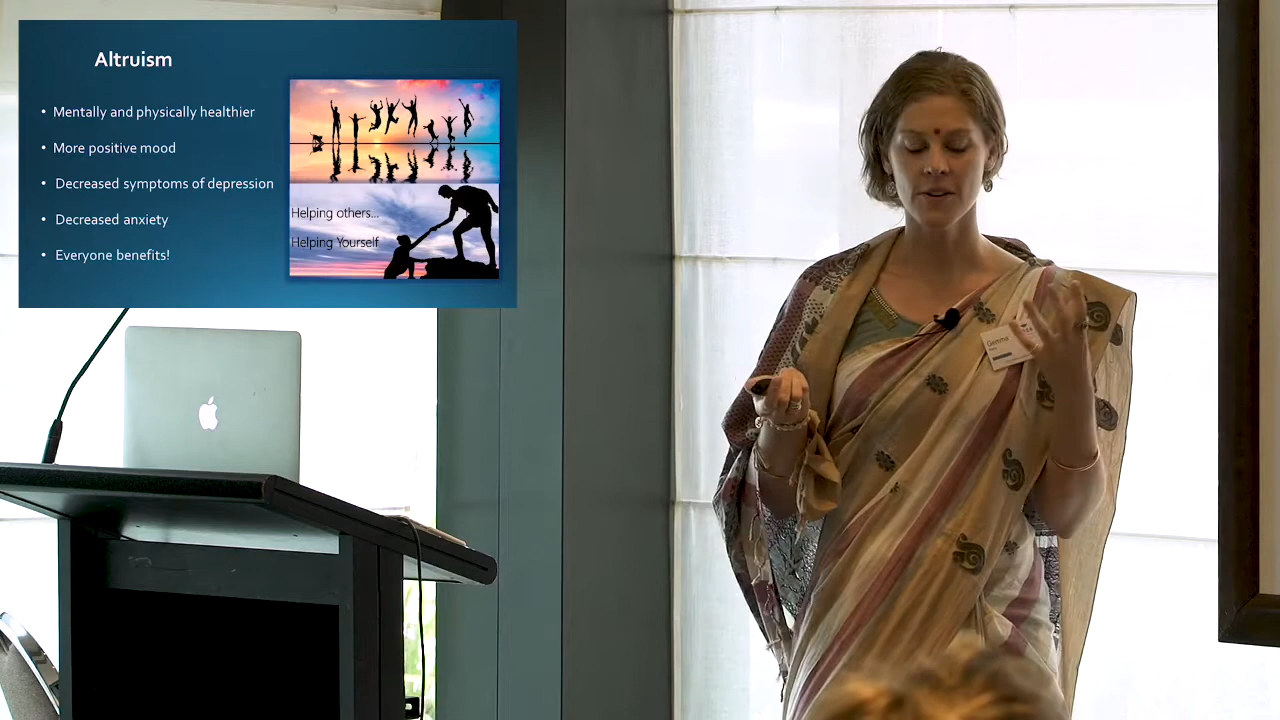 Altruism
• Mentally and physically healthier
• More positive mood
• Decreased symptoms of depression
• Decreased anxiety
• Everyone benefits!
Helping others...
Helping Yourself
Gemma